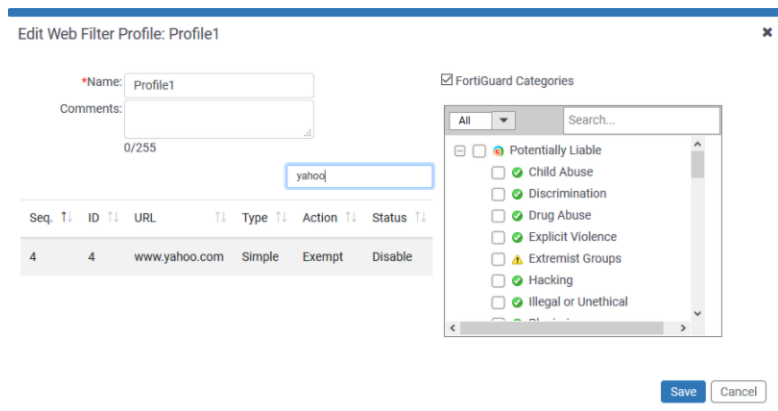 Edit Web Filter Profile: Profile1
*Name: Profile1
Comments:
0/255
yahoo
Seq. ID URL Type Action Status
4 4 www.yahoo.com Simple Exempt Disable
FortiGuard Categories
All Search...
Potentially Liable
Child Abuse
Discrimination
Drug Abuse
Explicit Violence
Extremist Groups
Hacking
Illegal or Unethical
Save Cancel